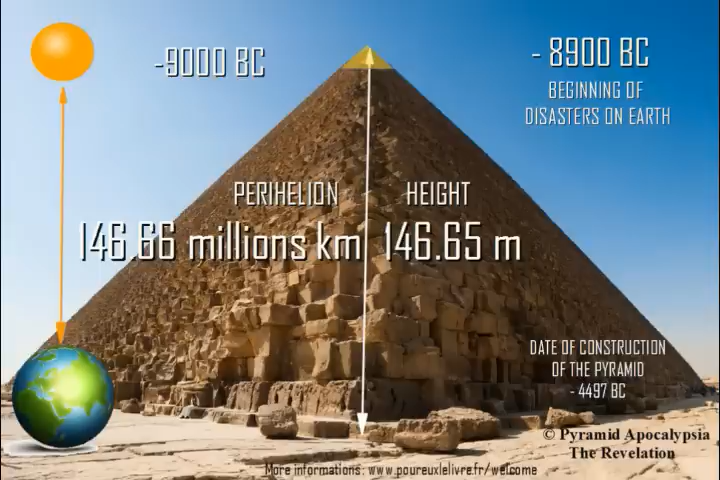 -9000 BC
- 8900 BC
BEGINNING OF
DISASTERS ON EARTH
PERIHELION
HEIGHT
146.66 millions km
146.65 m
DATE OF CONSTRUCTION
OF THE PYRAMID
- 4497 BC
© Pyramid Apocalypsia
The Revelation
More informations: www.poureuxlelivre.fr/welcome